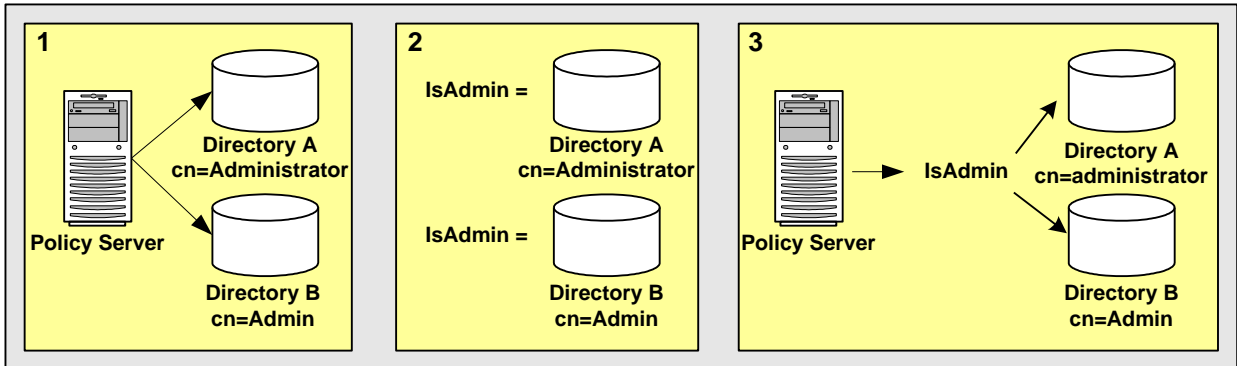 1
Directory A
cn=Administrator
Policy Server
Directory B
cn=Admin
2
IsAdmin =
Directory A
cn=Administrator
IsAdmin =
Directory B
cn=Admin
3
IsAdmin
Directory A
cn=administrator
Policy Server
Directory B
cn=Admin